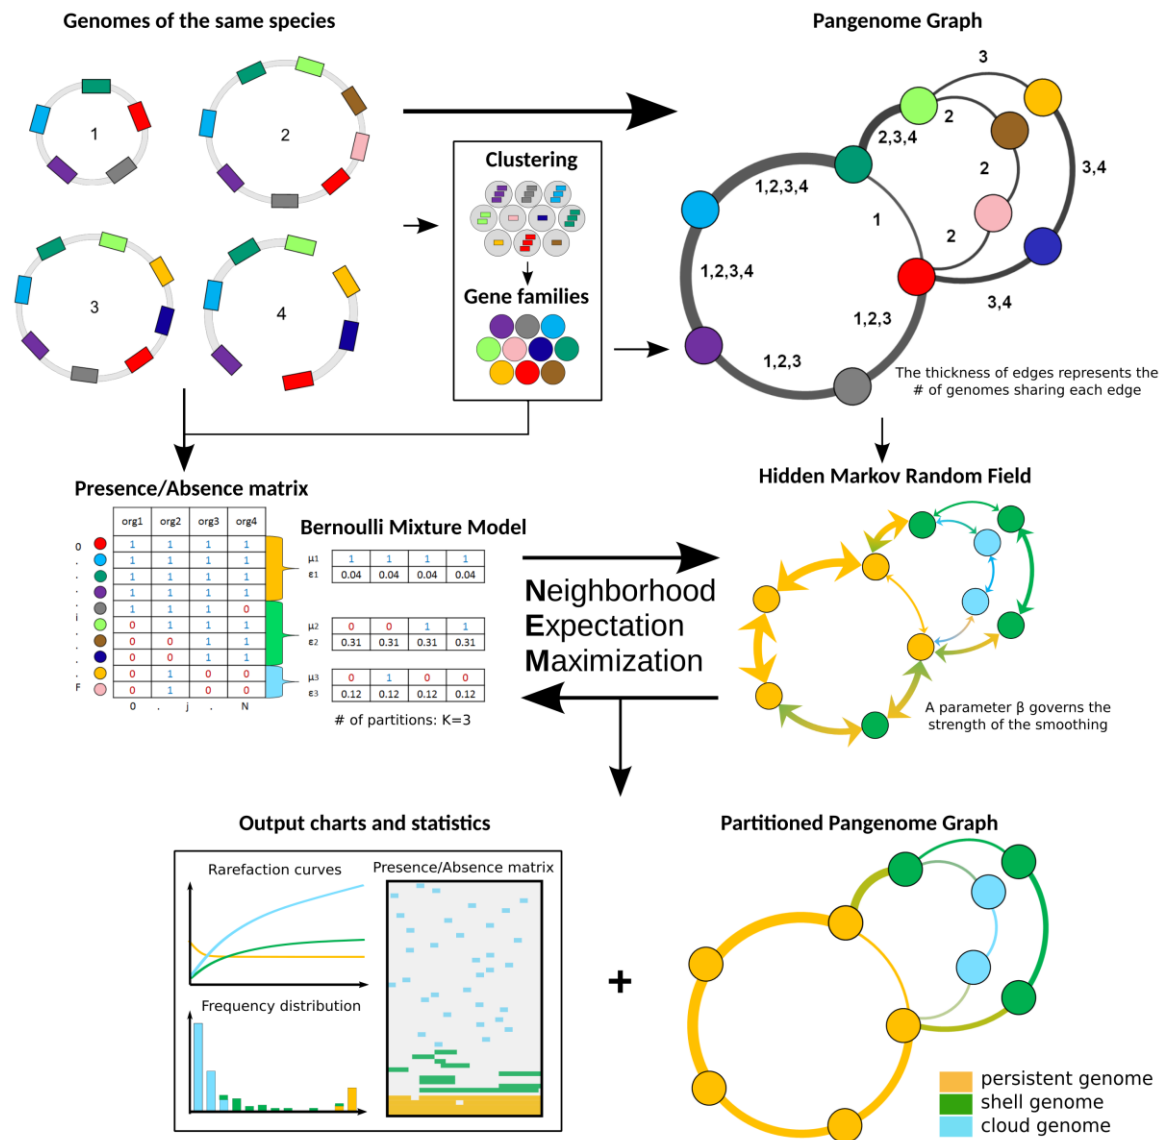 Genomes of the same species
Pangenome Graph
1
2
3
4
Clustering
Gene families
3
2
2,3,4
1,2,3,4
2
3,4
1
1,2,3,4
2
3,4
1,2,3
1,2,3
The thickness of edges represents the
# of genomes sharing each edge
Presence/Absence matrix
org1 org2 org3 org4
0 1 1 1 1
. 1 1 1 1
. 1 1 1 1
. 1 1 1 1
i 1 1 1 0
. 0 1 1 1
. 0 0 1 1
. 0 0 1 1
. 0 1 0 0
F 0 1 0 0
0 . j . N
Bernoulli Mixture Model
μ1 1 1 1 1
ε1 0.04 0.04 0.04 0.04
μ2 0 0 1 1
ε2 0.31 0.31 0.31 0.31
μ3 0 1 0 0
ε3 0.12 0.12 0.12 0.12
# of partitions: K=3
Neighborhood
Expectation
Maximization
Hidden Markov Random Field
A parameter β governs the
strength of the smoothing
Output charts and statistics
Rarefaction curves
Presence/Absence matrix
Frequency distribution
+
Partitioned Pangenome Graph
persistent genome
shell genome
cloud genome